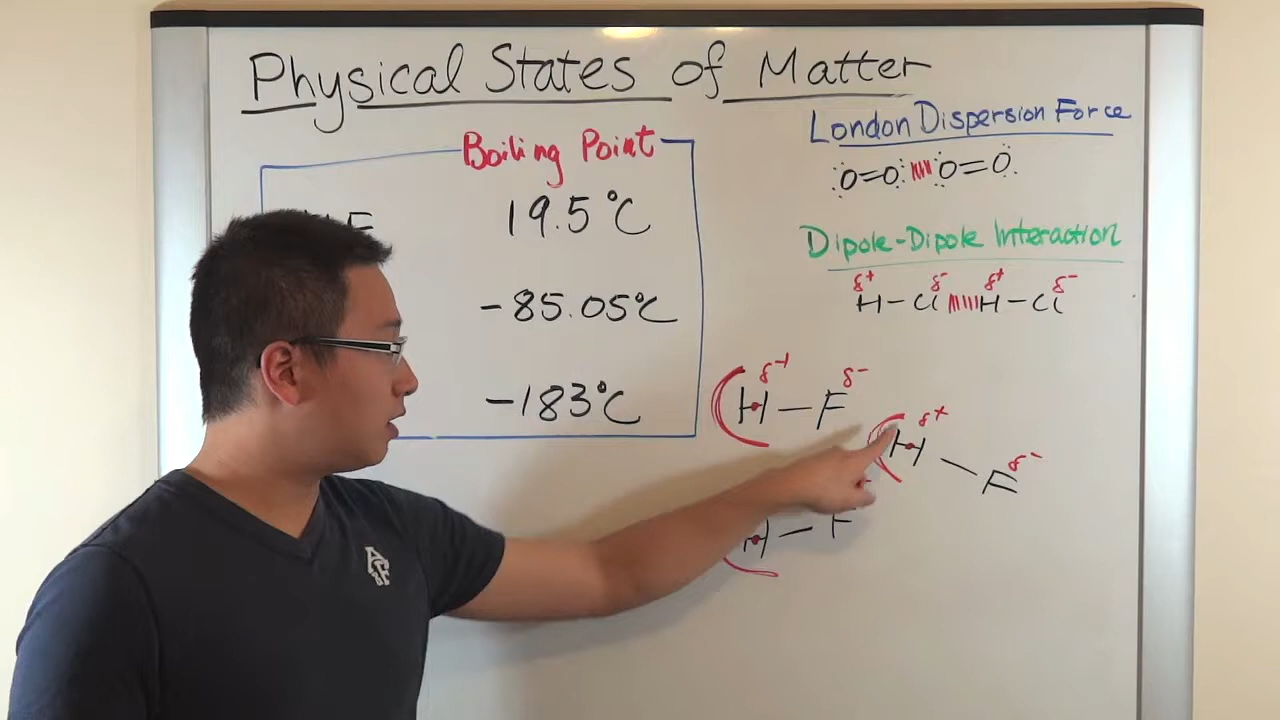 Physical States of Matter
Boiling Point
19.5°C
-85.05°C
-183°C
London Dispersion Force
O=O O=O
Dipole-Dipole Interaction
δ+ δ- δ+ δ-
H-Cl H-Cl
δ+ δ-
H-F
δ+ δ-
H-F
H-F